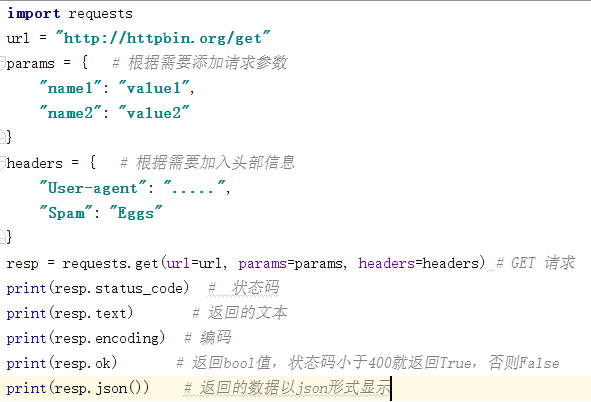 import requests
url = "http://httpbin.org/get"
params = {   # 根据需要添加请求参数
    "name1": "value1",
    "name2": "value2"
}
headers = {   # 根据需要加入头部信息
    "User-agent": ".....",
    "Spam": "Eggs"
}
resp = requests.get(url=url, params=params, headers=headers) # GET 请求
print(resp.status_code)  #  状态码
print(resp.text)      # 返回的文本
print(resp.encoding)  # 编码
print(resp.ok)       # 返回bool值，状态码小于400就返回True，否则False
print(resp.json())    # 返回的数据以json形式显示